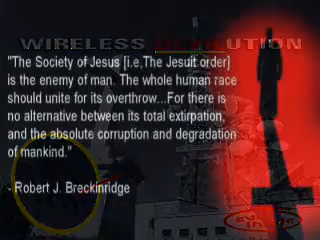 WIRELESS
"The Society of Jesus [i.e,The Jesuit order]
is the enemy of man. The whole human race
should unite for its overthrow...For there is
no alternative between its total extirpation,
and the absolute corruption and degradation
of mankind."
- Robert J. Breckinridge